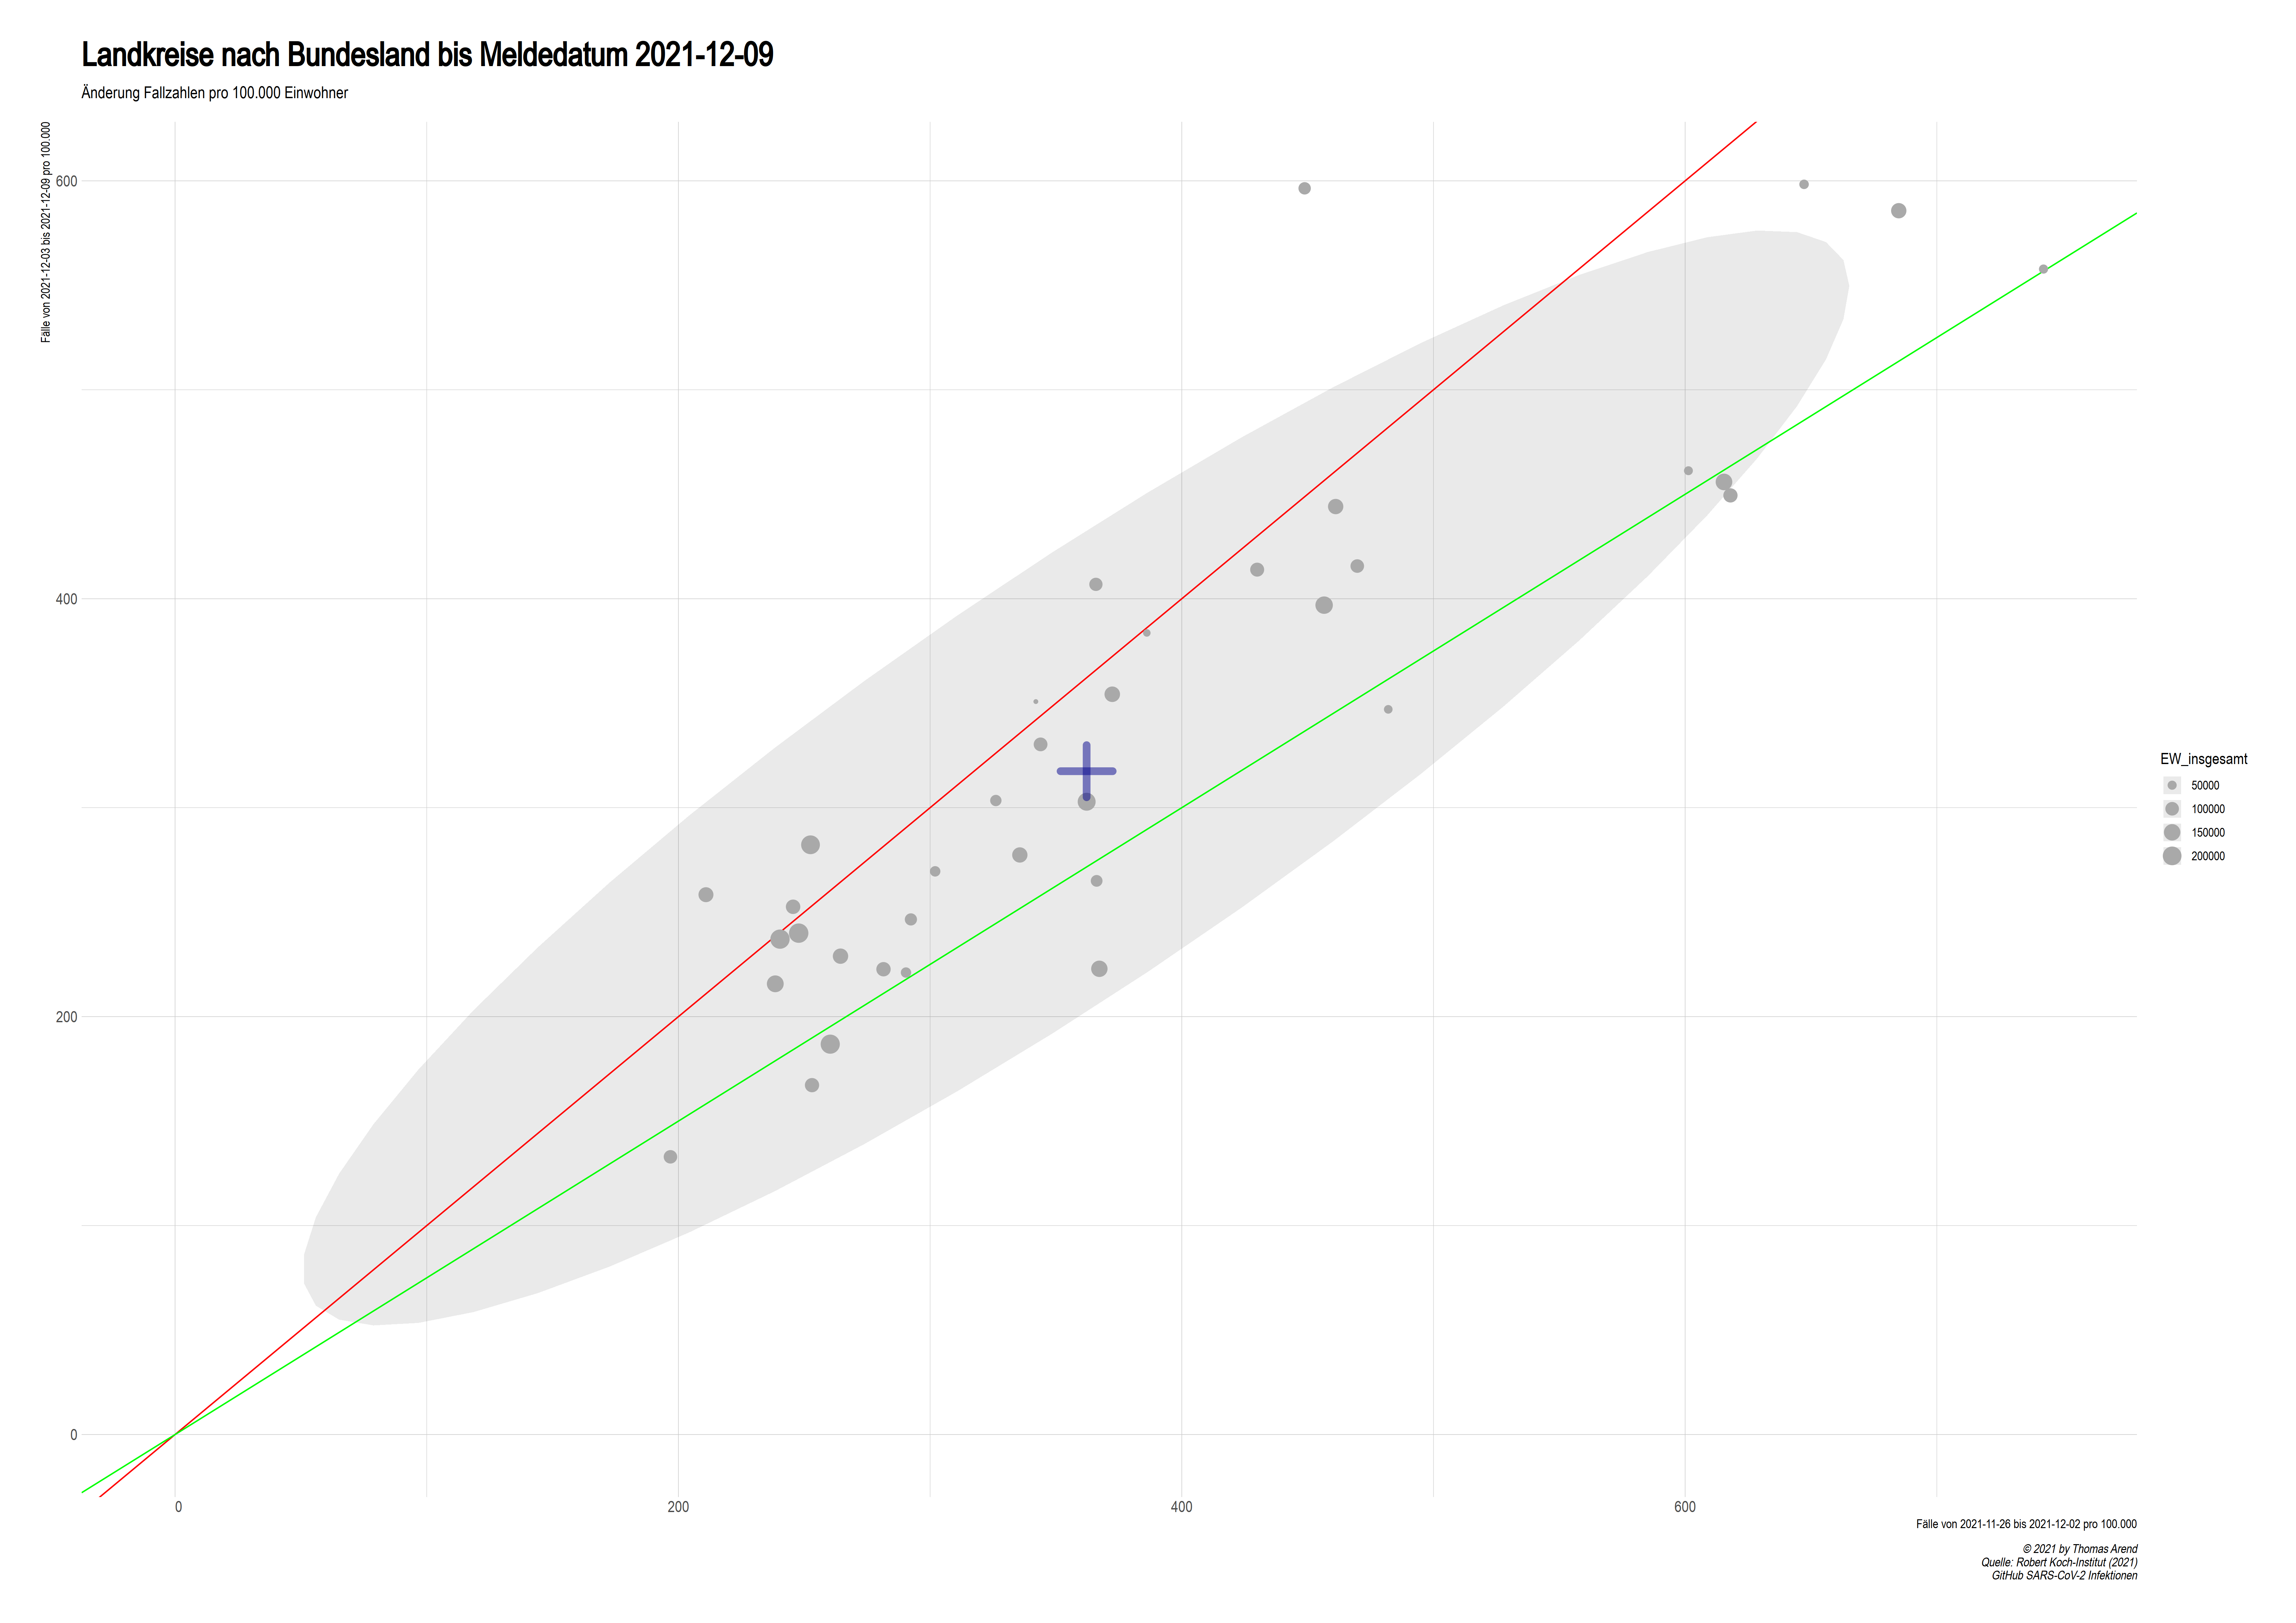 Landkreise nach Bundesland bis Meldedatum 2021-12-09
Änderung Fallzahlen pro 100.000 Einwohner
Fälle von 2021-12-03 bis 2021-12-09 pro 100.000
600
400
200
0
0
200
400
600
Fälle von 2021-11-26 bis 2021-12-02 pro 100.000
EW_insgesamt
50000
100000
150000
200000
© 2021 by Thomas Arend
Quelle: Robert Koch-Institut (2021)
GitHub SARS-CoV-2 Infektionen